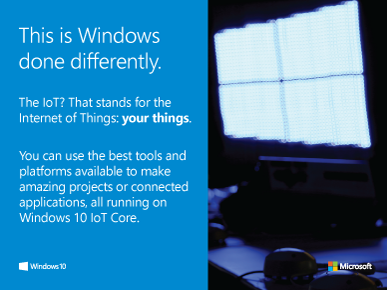 This is Windows
done differently.
The IoT? That stands for the
Internet of Things: your things.
You can use the best tools and
platforms available to make
amazing projects or connected
applications, all running on
Windows 10 IoT Core.
Windows10
Microsoft